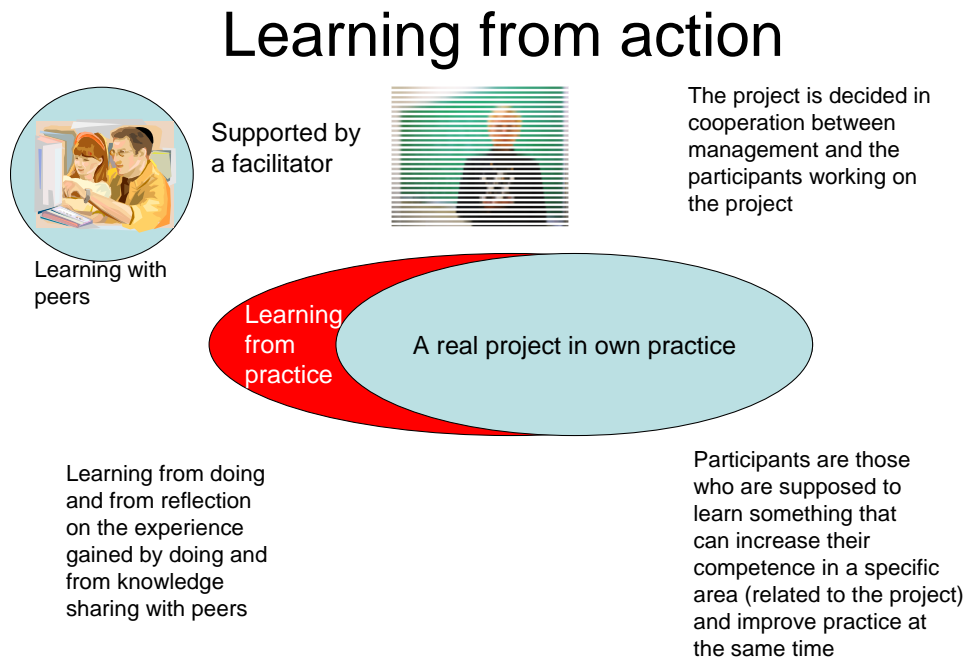 Learning from action
Supported by
a facilitator
The project is decided in
cooperation between
management and the
participants working on
the project
Learning with
peers
Learning
from
practice
A real project in own practice
Learning from doing
and from reflection
on the experience
gained by doing and
from knowledge
sharing with peers
Participants are those
who are supposed to
learn something that
can increase their
competence in a specific
area (related to the project)
and improve practice at
the same time